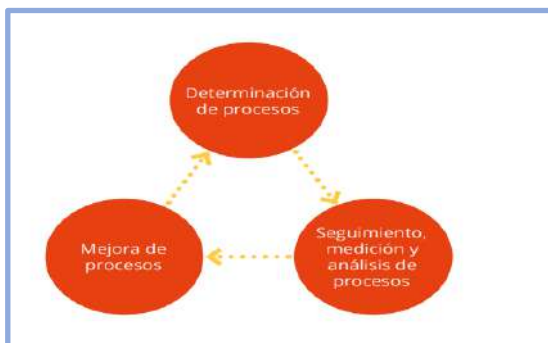 Determinación
de procesos
Mejora de
procesos
Seguimiento,
medición y
análisis de
procesos